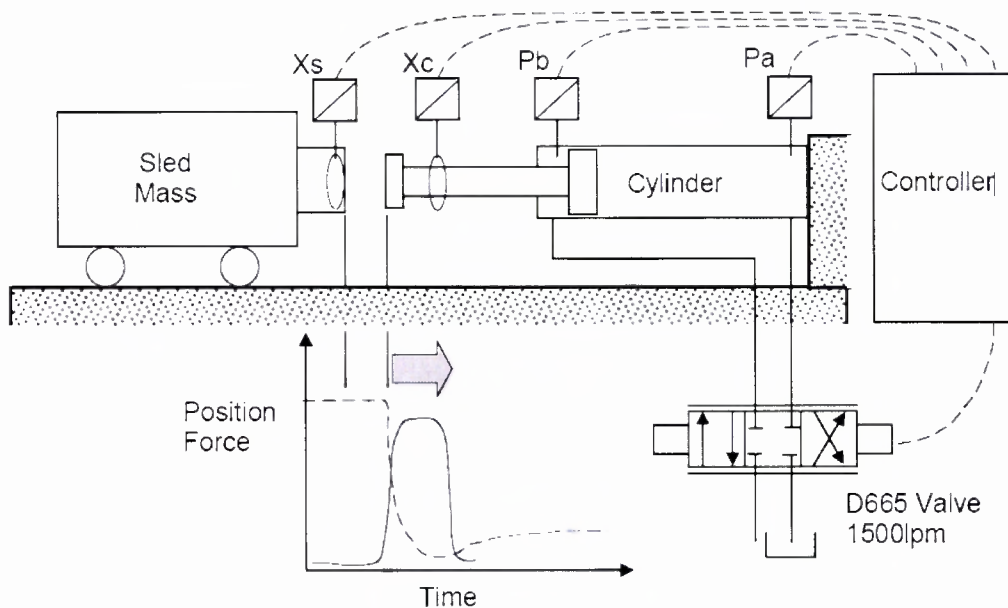 Xs
Xc
Pb
Pa
Sled
Mass
Cylinder
Controller
Position
Force
D665 Valve
1500lpm
Time